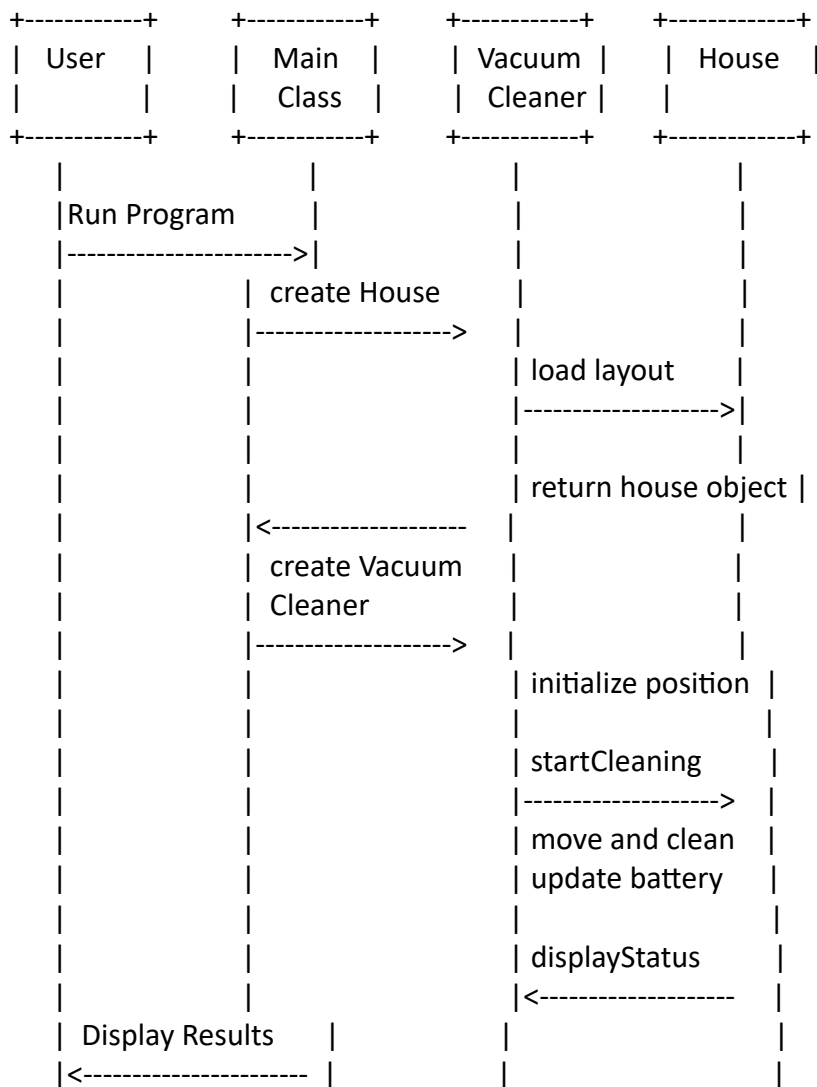 +------------+ +------------+ +------------+ +-------------+
| User | | Main | | Vacuum | | House |
| | | Class | | Cleaner | |
+------------+ +------------+ +------------+ +-------------+
| | | |
|Run Program | | |
|----------------------->| | |
| | create House | |
| |--------------------> | |
| | | load layout |
| | |-------------------->|
| | | |
| | | return house object |
| |<-------------------- | |
| | create Vacuum | |
| | Cleaner | |
| |--------------------> | |
| | | initialize position |
| | | |
| | | startCleaning |
| | |--------------------> |
| | | move and clean |
| | | update battery |
| | | |
| | | displayStatus |
| | |<-------------------- |
| Display Results | | |
|<----------------------- | | |